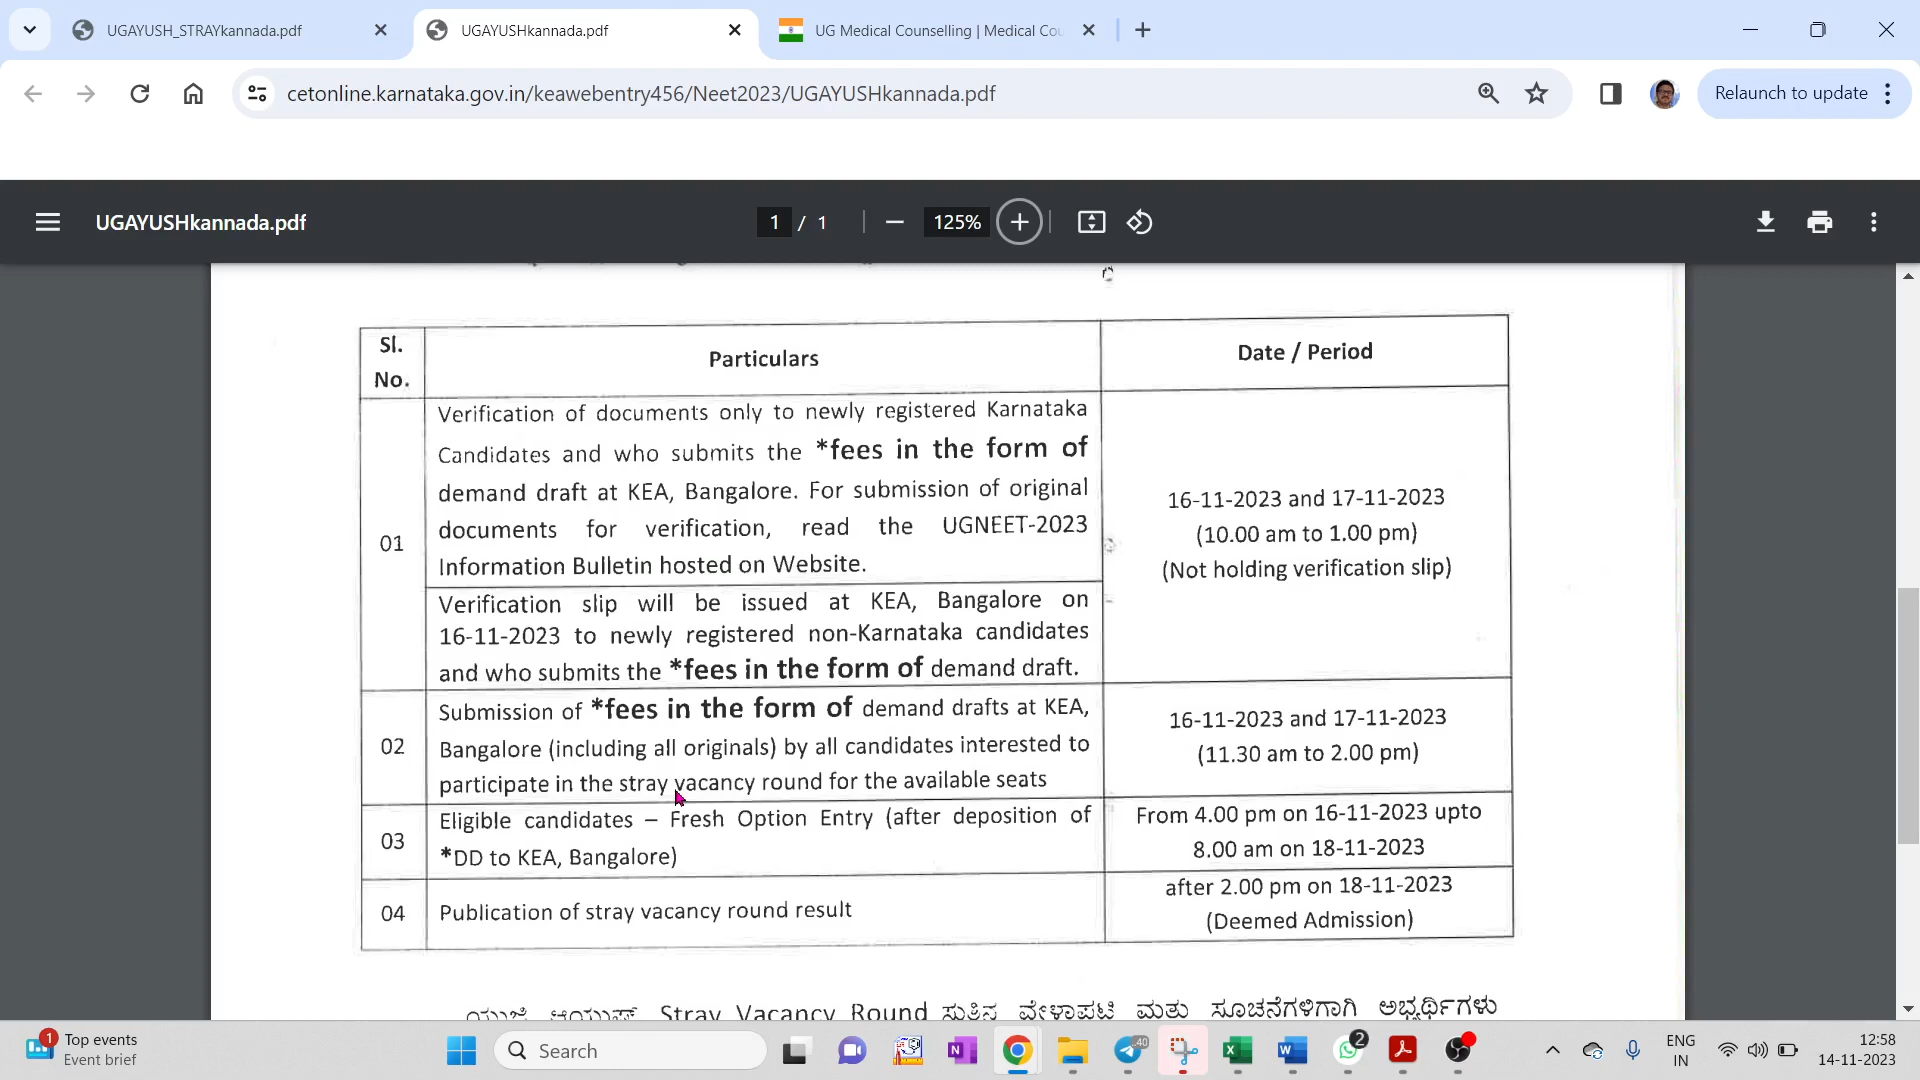 UGAYUSH_STRAYkannada.pdf
UGAYUSHkannada.pdf
UG Medical Counselling | Medical Cou
cetonline.karnataka.gov.in/keawebentry456/Neet2023/UGAYUSHkannada.pdf
Relaunch to update
UGAYUSHkannada.pdf
1 / 1
125%
Sl. No.
Particulars
Date / Period
01
Verification of documents only to newly registered Karnataka
Candidates and who submits the *fees in the form of
demand draft at KEA, Bangalore. For submission of original
documents for verification, read the UGNEET-2023
Information Bulletin hosted on Website.
16-11-2023 and 17-11-2023
(10.00 am to 1.00 pm)
(Not holding verification slip)
Verification slip will be issued at KEA, Bangalore on
16-11-2023 to newly registered non-Karnataka candidates
and who submits the *fees in the form of demand draft.
02
Submission of *fees in the form of demand drafts at KEA,
Bangalore (including all originals) by all candidates interested to
participate in the stray vacancy round for the available seats
16-11-2023 and 17-11-2023
(11.30 am to 2.00 pm)
03
Eligible candidates – Fresh Option Entry (after deposition of
*DD to KEA, Bangalore)
From 4.00 pm on 16-11-2023 upto
8.00 am on 18-11-2023
04
Publication of stray vacancy round result
after 2.00 pm on 18-11-2023
(Deemed Admission)
ಯುಜಿ ಆಯುಷ್ Stray Vacancy Round ವೇಳಾಪಟ್ಟಿ ಮತ್ತು ಸೂಚನೆಗಳಿಗಾಗಿ ಅಭ್ಯರ್ಥಿಗಳು
1
Top events
Event brief
Search
40
2
ENG
IN
12:58
14-11-2023